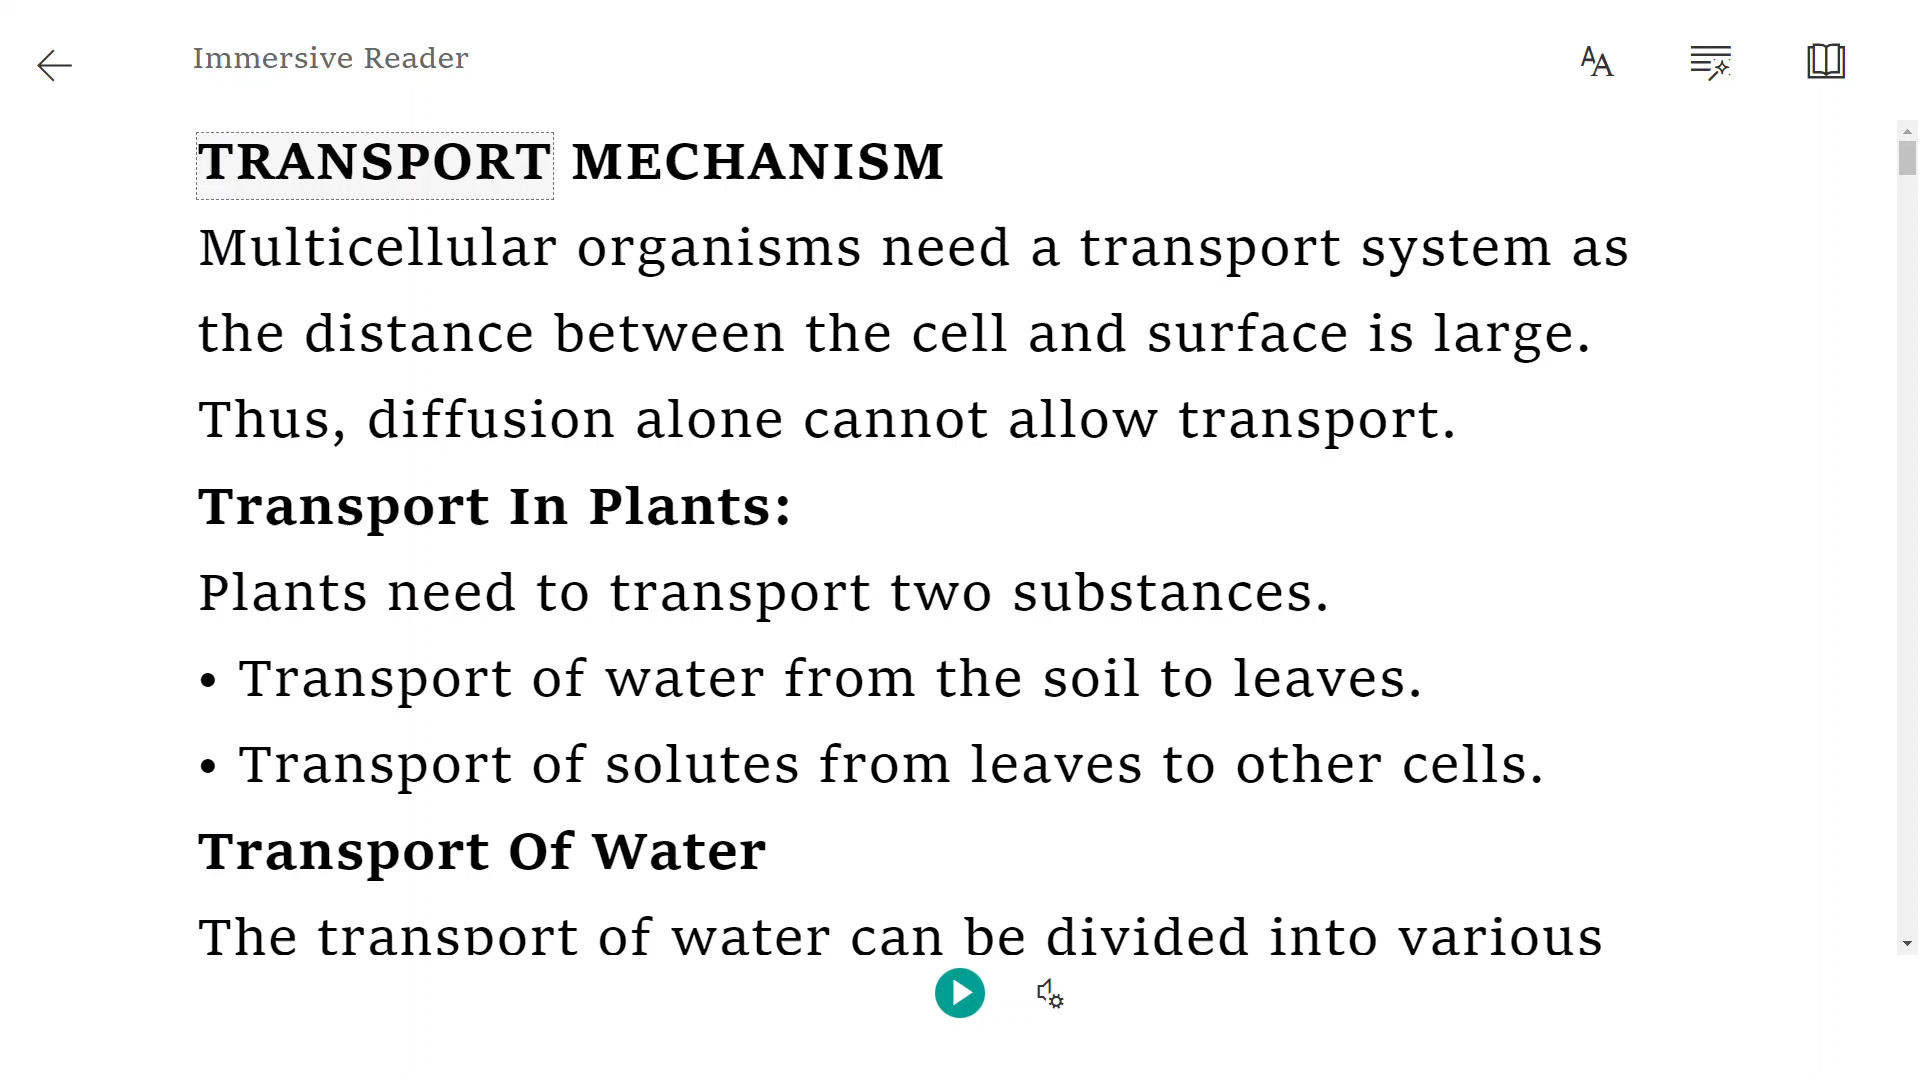 Immersive Reader
TRANSPORT MECHANISM
Multicellular organisms need a transport system as
the distance between the cell and surface is large.
Thus, diffusion alone cannot allow transport.
Transport In Plants:
Plants need to transport two substances.
• Transport of water from the soil to leaves.
• Transport of solutes from leaves to other cells.
Transport Of Water
The transport of water can be divided into various